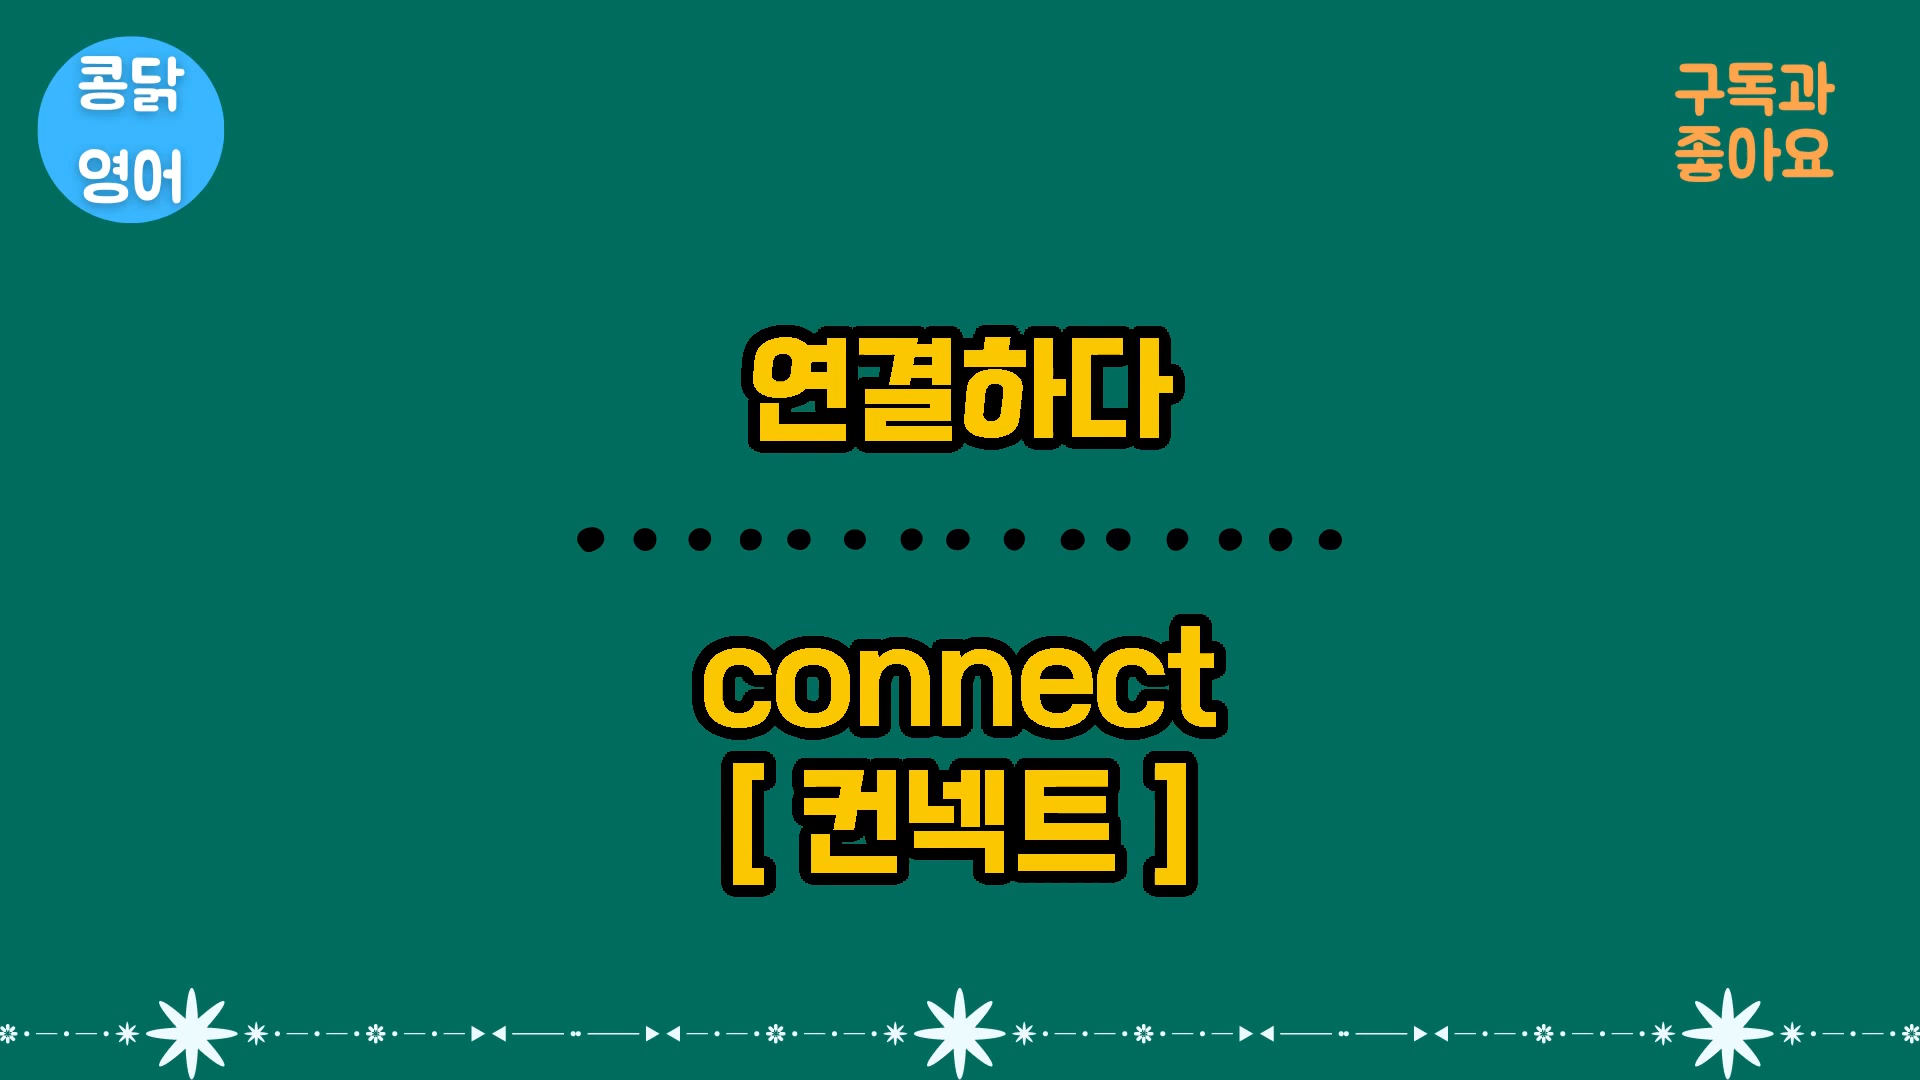 콩닭
영어
구독과
좋아요
연결하다
connect
[ 컨넥트 ]